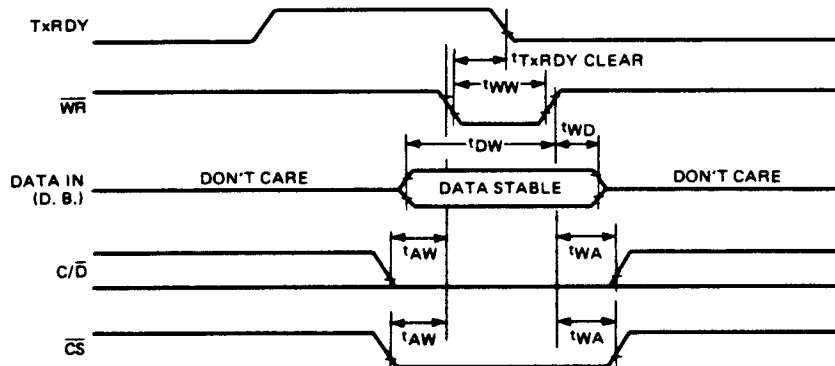 TxRDY
tTxRDY CLEAR
tWW
WR
tDW
tWD
DATA IN
(D. B.)
DON'T CARE
DATA STABLE
DON'T CARE
tAW
tWA
C/D
tAW
tWA
CS